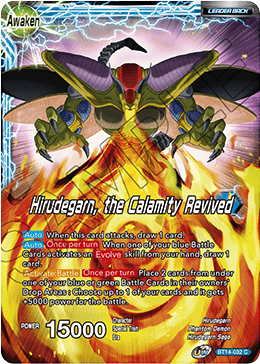 LEADER BACK
Awaken
Hirudegarn, the Calamity Revived
Auto When this card attacks, draw 1 card.
Auto Once per turn When one of your blue Battle
Cards activates an Evolve skill from your hand, draw 1
card.
Activate:Battle Once per turn Place 2 cards from under
one of your blue or green Battle Cards in their owners'
Drop Areas : Choose up to 1 of your cards and it gets
+5000 power for the battle.
POWER 15000
Character Hirudegarn
Special Trait Phantom Demon
Era Hirudegarn Saga
BT14-032 C